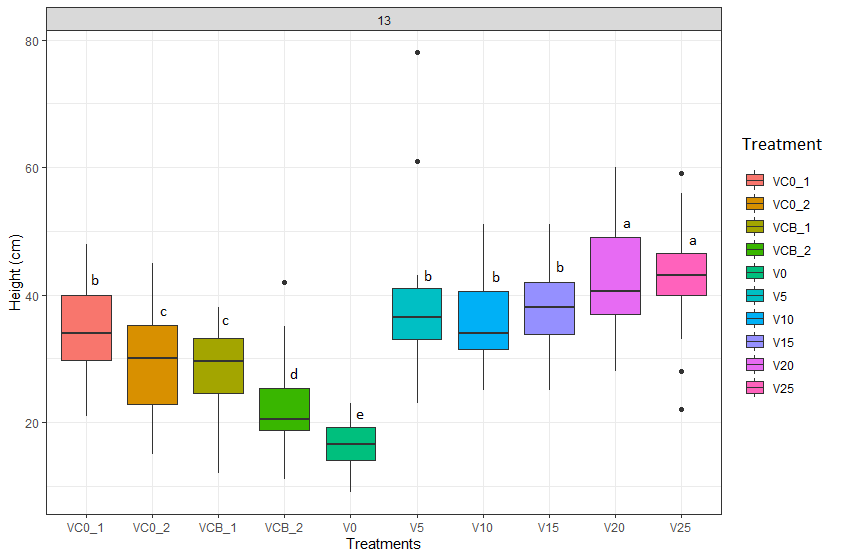 13
80
60
40
20
Height (cm)
b
c
c
d
e
b
b
b
a
a
VC0_1 VC0_2 VCB_1 VCB_2 V0 V5 V10 V15 V20 V25
Treatments
Treatment
VC0_1
VC0_2
VCB_1
VCB_2
V0
V5
V10
V15
V20
V25